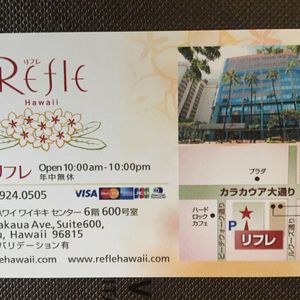 REFLE
リフレ
Hawaii
リフレ
Open 10:00am - 10:00pm
年中無休
924.0505
VISA
ハワイ ワイキキ センター 6階 600号室
akaua Ave., Suite600,
u, Hawaii 96815
バリデーション有
flehawaii.com
www.reflehawaii.com
プラダ
カラカウア大通り
ハード
ロック
カフェ
P
リフレ